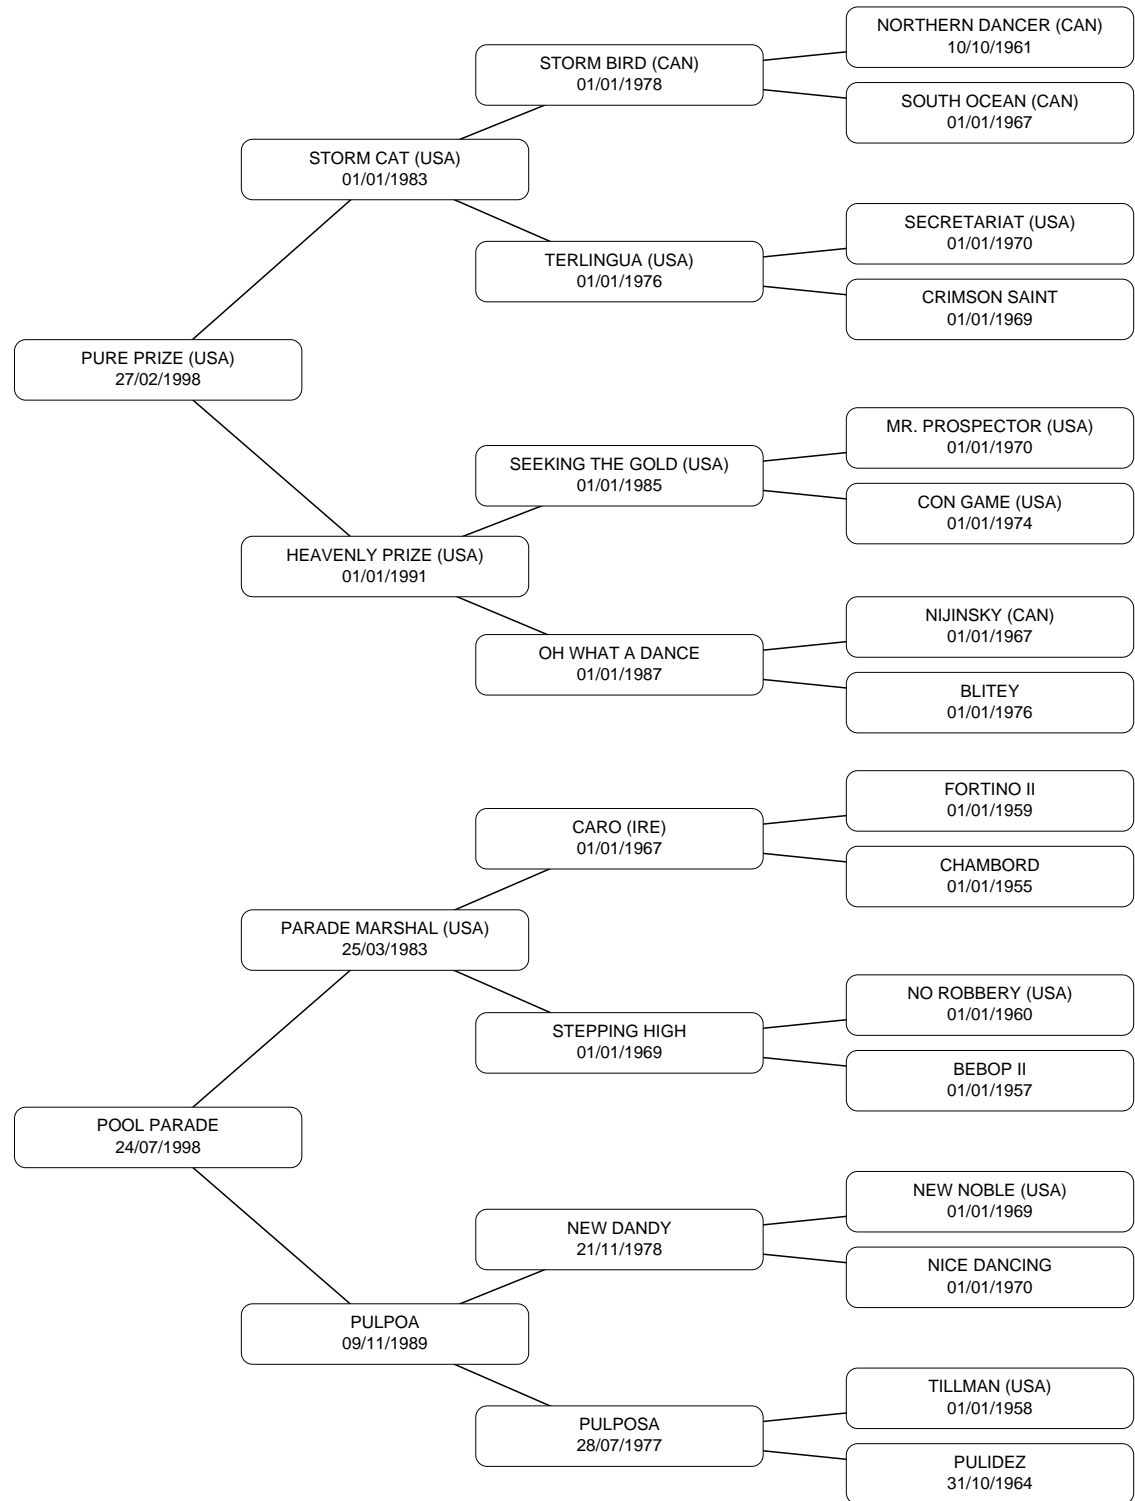 NORTHERN DANCER (CAN)
10/10/1961
STORM BIRD (CAN)
01/01/1978
SOUTH OCEAN (CAN)
01/01/1967
STORM CAT (USA)
01/01/1983
SECRETARIAT (USA)
01/01/1970
TERLINGUA (USA)
01/01/1976
CRIMSON SAINT
01/01/1969
PURE PRIZE (USA)
27/02/1998
MR. PROSPECTOR (USA)
01/01/1970
SEEKING THE GOLD (USA)
01/01/1985
CON GAME (USA)
01/01/1974
HEAVENLY PRIZE (USA)
01/01/1991
NIJINSKY (CAN)
01/01/1967
OH WHAT A DANCE
01/01/1987
BLITEY
01/01/1976
FORTINO II
01/01/1959
CARO (IRE)
01/01/1967
CHAMBORD
01/01/1955
PARADE MARSHAL (USA)
25/03/1983
NO ROBBERY (USA)
01/01/1960
STEPPING HIGH
01/01/1969
BEBOP II
01/01/1957
POOL PARADE
24/07/1998
NEW NOBLE (USA)
01/01/1969
NEW DANDY
21/11/1978
NICE DANCING
01/01/1970
PULPOA
09/11/1989
TILLMAN (USA)
01/01/1958
PULPOSA
28/07/1977
PULIDEZ
31/10/1964